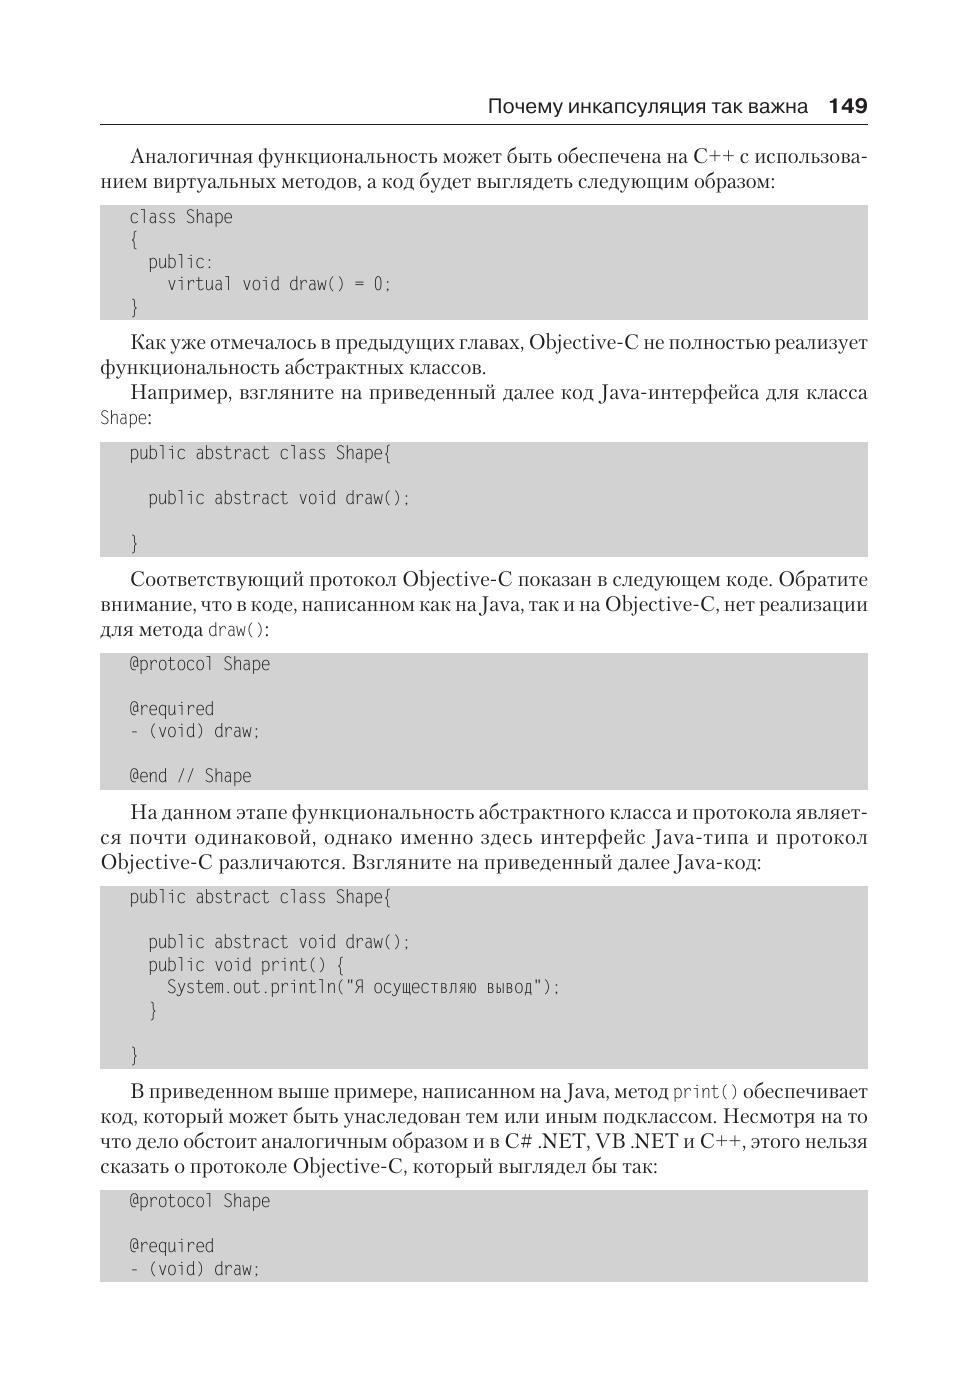 Почему инкапсуляция так важна 149
Аналогичная функциональность может быть обеспечена на C++ с использова-
нием виртуальных методов, а код будет выглядеть следующим образом:
class Shape
{
public:
virtual void draw() = 0;
}
Как уже отмечалось в предыдущих главах, Objective-C не полностью реализует
функциональность абстрактных классов.
Например, взгляните на приведенный далее код Java-интерфейса для класса
Shape:
public abstract class Shape{
public abstract void draw();
}
Соответствующий протокол Objective-C показан в следующем коде. Обратите
внимание, что в коде, написанном как на Java, так и на Objective-C, нет реализации
для метода draw():
@protocol Shape
@required
- (void) draw;
@end // Shape
На данном этапе функциональность абстрактного класса и протокола являет-
ся почти одинаковой, однако именно здесь интерфейс Java-типа и протокол
Objective-C различаются. Взгляните на приведенный далее Java-код:
public abstract class Shape{
public abstract void draw();
public void print() {
System.out.println("Я осуществляю вывод");
}
}
В приведенном выше примере, написанном на Java, метод print() обеспечивает
код, который может быть унаследован тем или иным подклассом. Несмотря на то
что дело обстоит аналогичным образом и в C# .NET, VB .NET и C++, этого нельзя
сказать о протоколе Objective-C, который выглядел бы так:
@protocol Shape
@required
- (void) draw;